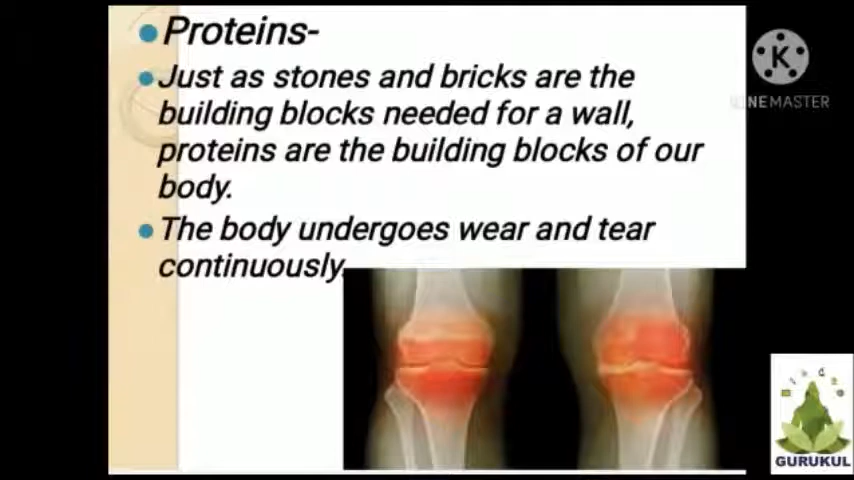 Proteins-
Just as stones and bricks are the
building blocks needed for a wall,
proteins are the building blocks of our
body.
The body undergoes wear and tear
continuously.
K
KINEMASTER
GURUKUL